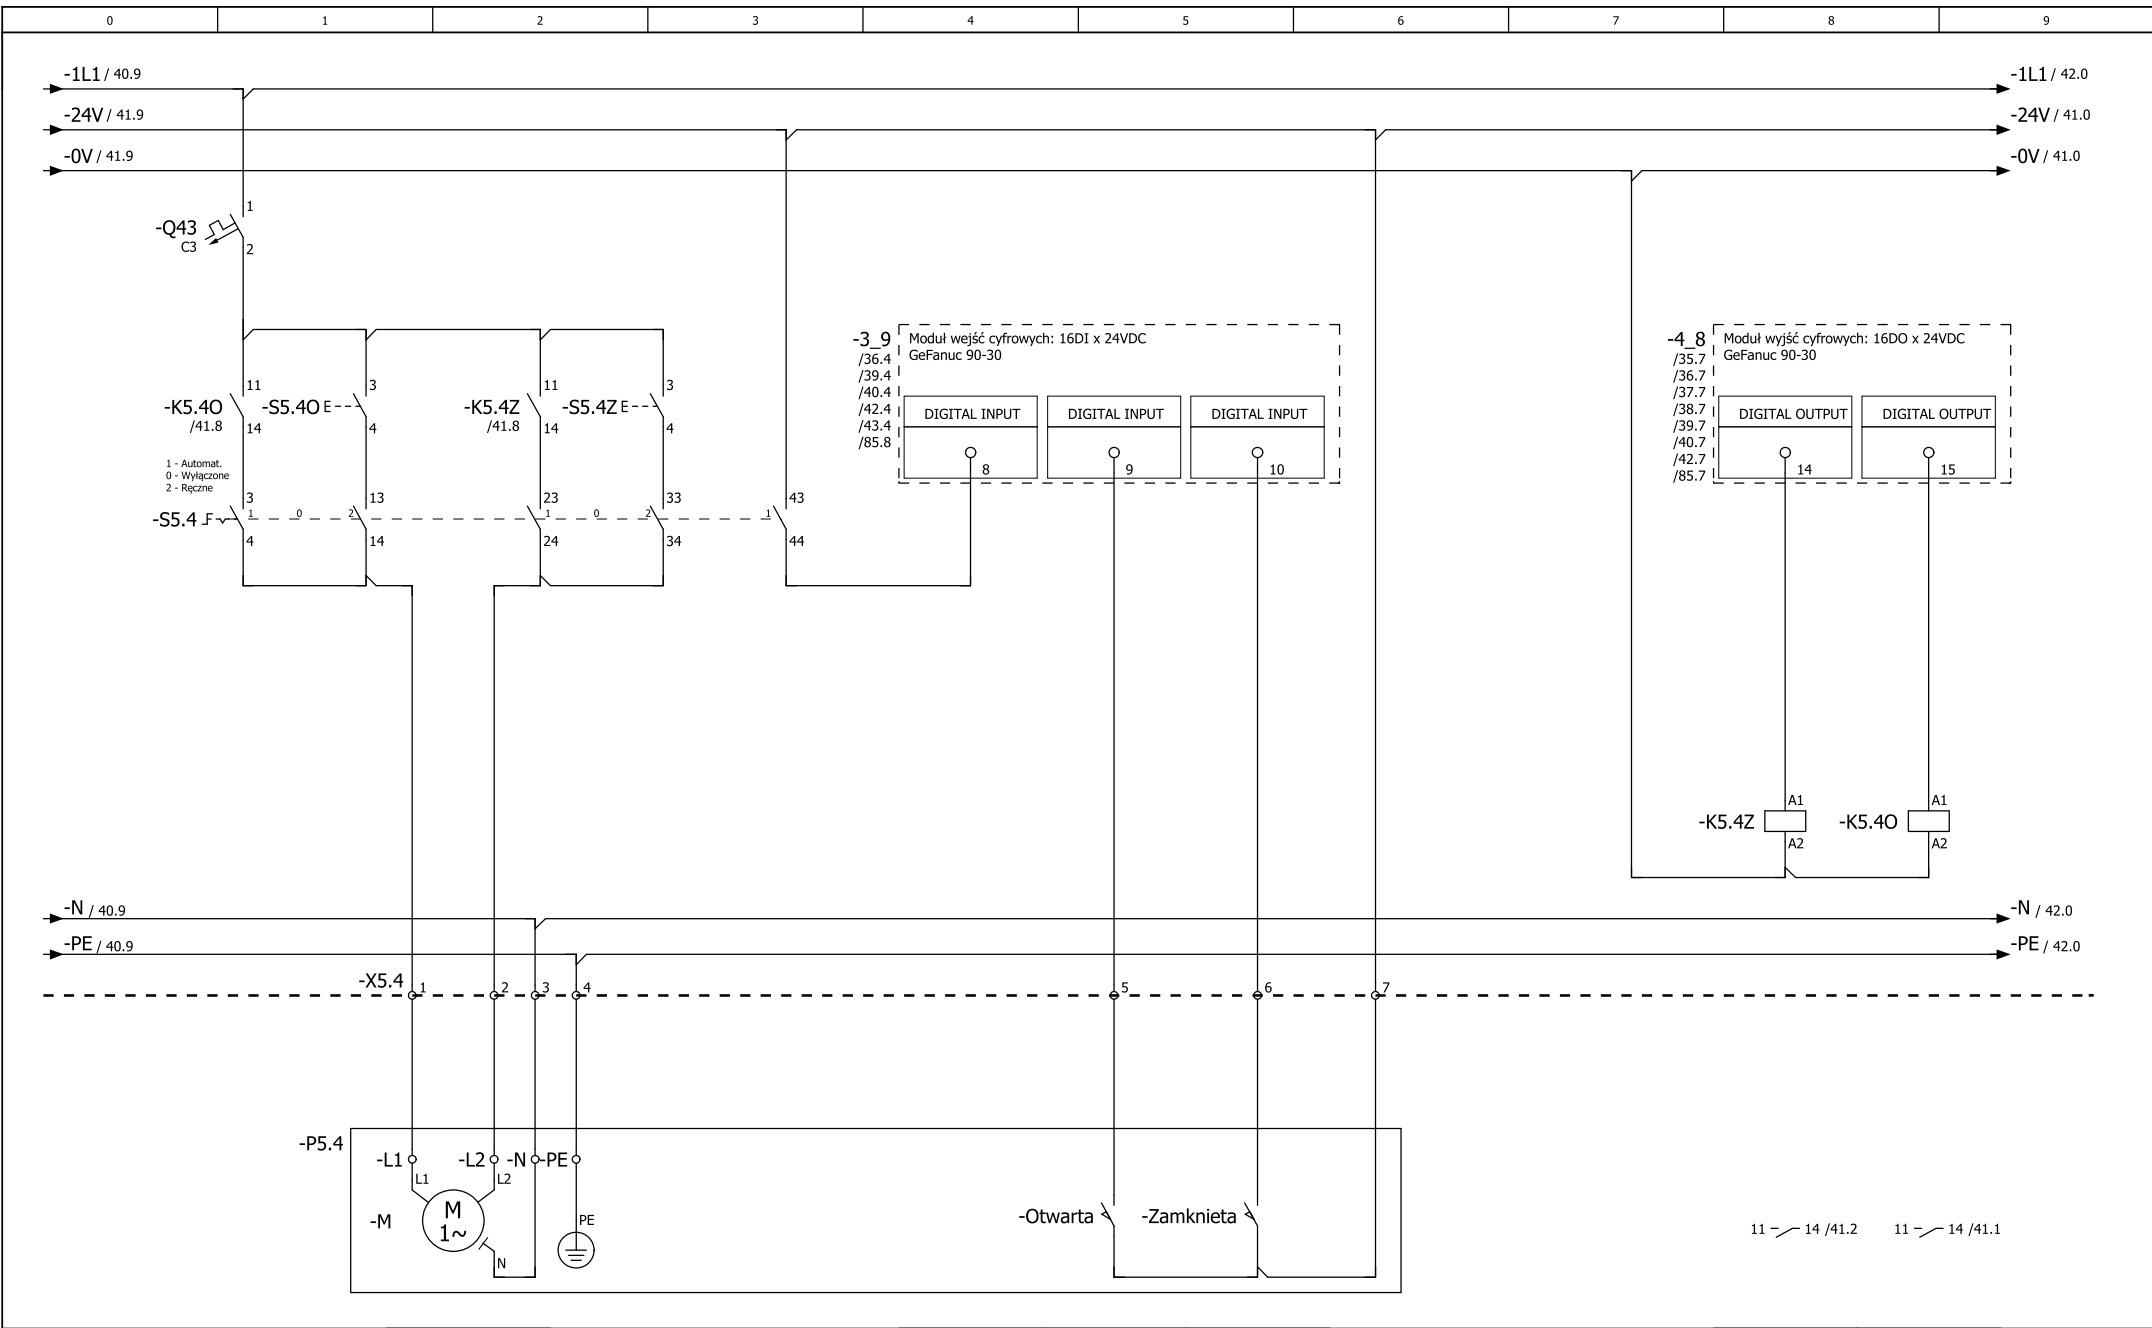 0 1 2 3 4 5 6 7 8 9
-1L1 / 40.9
-1L1 / 42.0
-24V / 41.9
-24V / 41.0
-0V / 41.9
-0V / 41.0
1
-Q43
C3
2
-3_9
/36.4
/39.4
/40.4
/42.4
/43.4
/85.8
Moduł wejść cyfrowych: 16DI x 24VDC
GeFanuc 90-30
DIGITAL INPUT
8
DIGITAL INPUT
9
DIGITAL INPUT
10
-4_8
/35.7
/36.7
/37.7
/38.7
/39.7
/40.7
/42.7
/85.7
Moduł wyjść cyfrowych: 16DO x 24VDC
GeFanuc 90-30
DIGITAL OUTPUT
14
DIGITAL OUTPUT
15
11
-K5.4O
/41.8
14
3
-S5.4O E
4
11
-K5.4Z
/41.8
14
3
-S5.4Z E
4
1 - Automat.
0 - Wyłączone
2 - Ręczne
3 13 23 33 43
-S5.4 1 0 2 1 0 2 1
4 14 24 34 44
A1
-K5.4Z
A2
A1
-K5.4O
A2
-N / 40.9
-N / 42.0
-PE / 40.9
-PE / 42.0
-X5.4 1 2 3 4 5 6 7
-P5.4
-L1 -L2 -N -PE
L1 L2
-M
M
1~
N
PE
-Otwarta
-Zamknieta
11 14 /41.2
11 14 /41.1